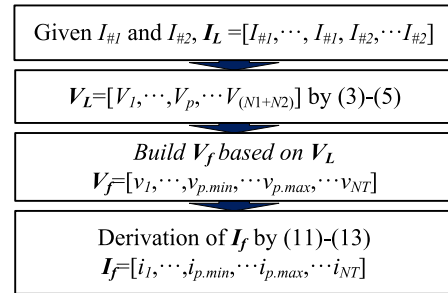 Given I#1 and I#2, IL =[I#1,⋯, I#1, I#2,⋯I#2]
VL=[V1,⋯,Vp,⋯V(N1+N2)] by (3)-(5)
Build Vf based on VL
Vf=[v1,⋯,vp.min,⋯vp.max,⋯vNT]
Derivation of If by (11)-(13)
If=[i1,⋯,ip.min,⋯ip.max,⋯iNT]